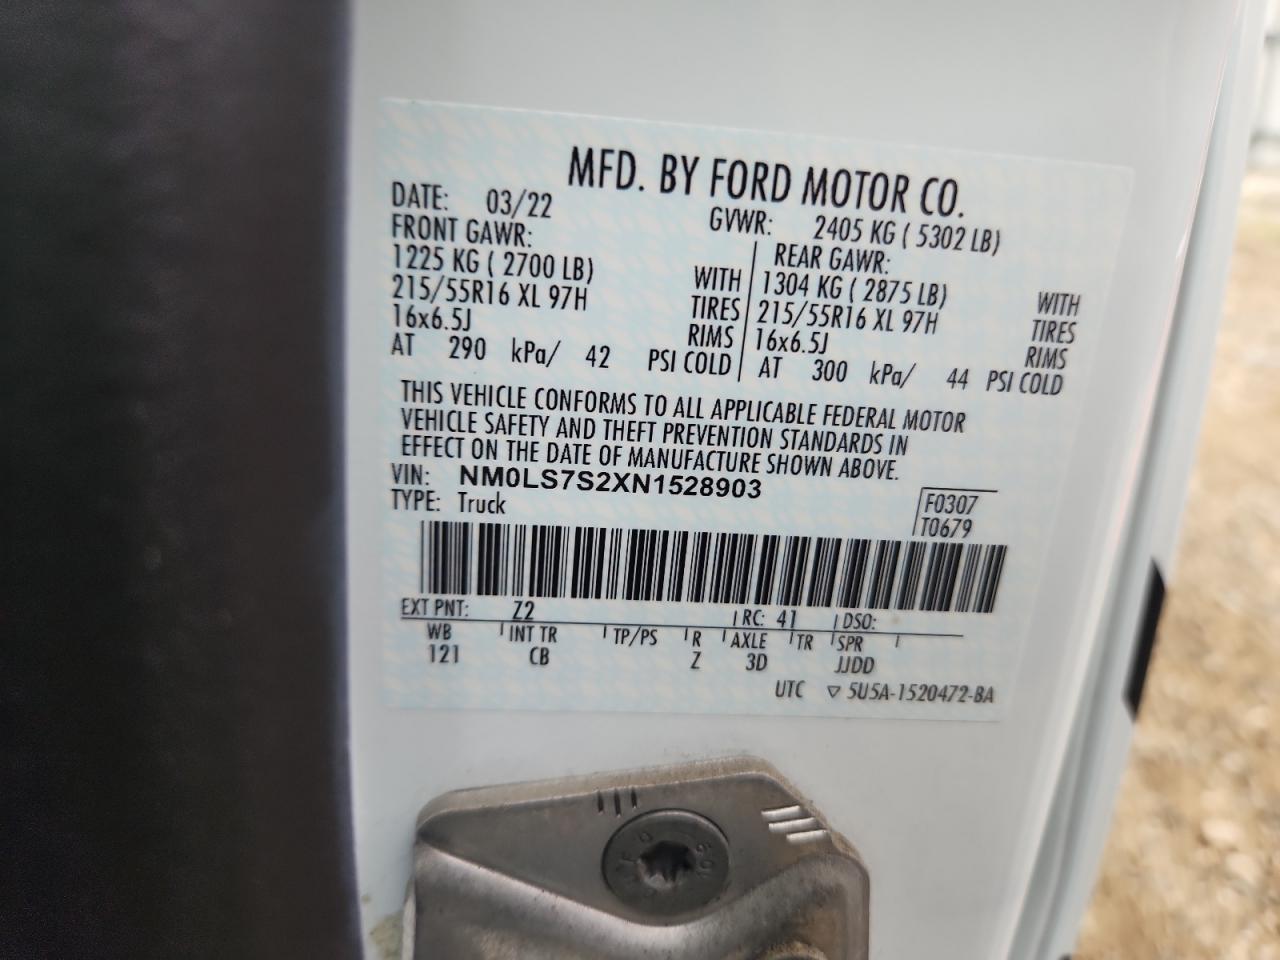 MFD. BY FORD MOTOR CO.
DATE: 03/22 GVWR: 2405 KG ( 5302 LB)
FRONT GAWR: REAR GAWR:
1225 KG ( 2700 LB) WITH 1304 KG ( 2875 LB) WITH
215/55R16 XL 97H TIRES 215/55R16 XL 97H TIRES
16x6.5J RIMS 16x6.5J RIMS
AT 290 kPa/ 42 PSI COLD AT 300 kPa/ 44 PSI COLD
THIS VEHICLE CONFORMS TO ALL APPLICABLE FEDERAL MOTOR
VEHICLE SAFETY AND THEFT PREVENTION STANDARDS IN
EFFECT ON THE DATE OF MANUFACTURE SHOWN ABOVE.
VIN: NM0LS7S2XN1528903
TYPE: Truck F0307
T0679
EXT PNT: Z2 RC: 41 DSO:
WB INT TR TP/PS R AXLE TR SPR
121 CB Z 3D JJDD
UTC ▽ 5U5A-1520472-BA